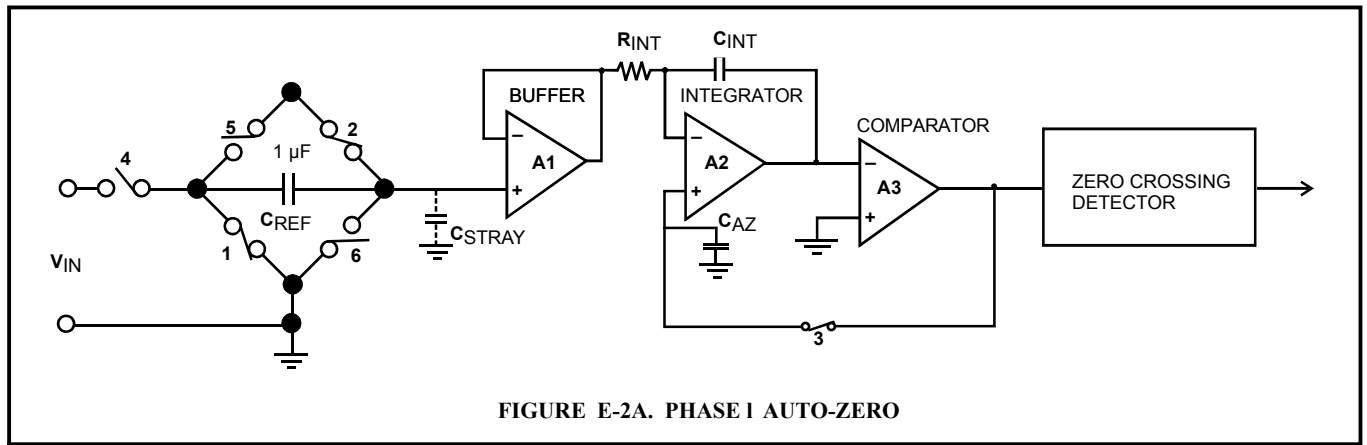 RINT
CINT
BUFFER
INTEGRATOR
COMPARATOR
5
2
1 µF
4
A1
A2
A3
ZERO CROSSING
DETECTOR
CREF
CSTRAY
CAZ
1
6
VIN
3
FIGURE E-2A. PHASE l AUTO-ZERO